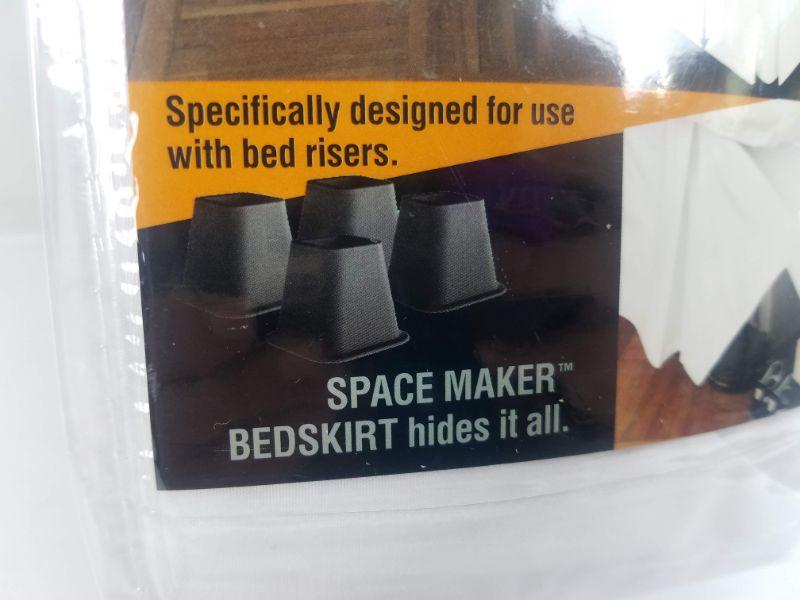 Specifically designed for use
with bed risers.
SPACE MAKER™
BEDSKIRT hides it all.